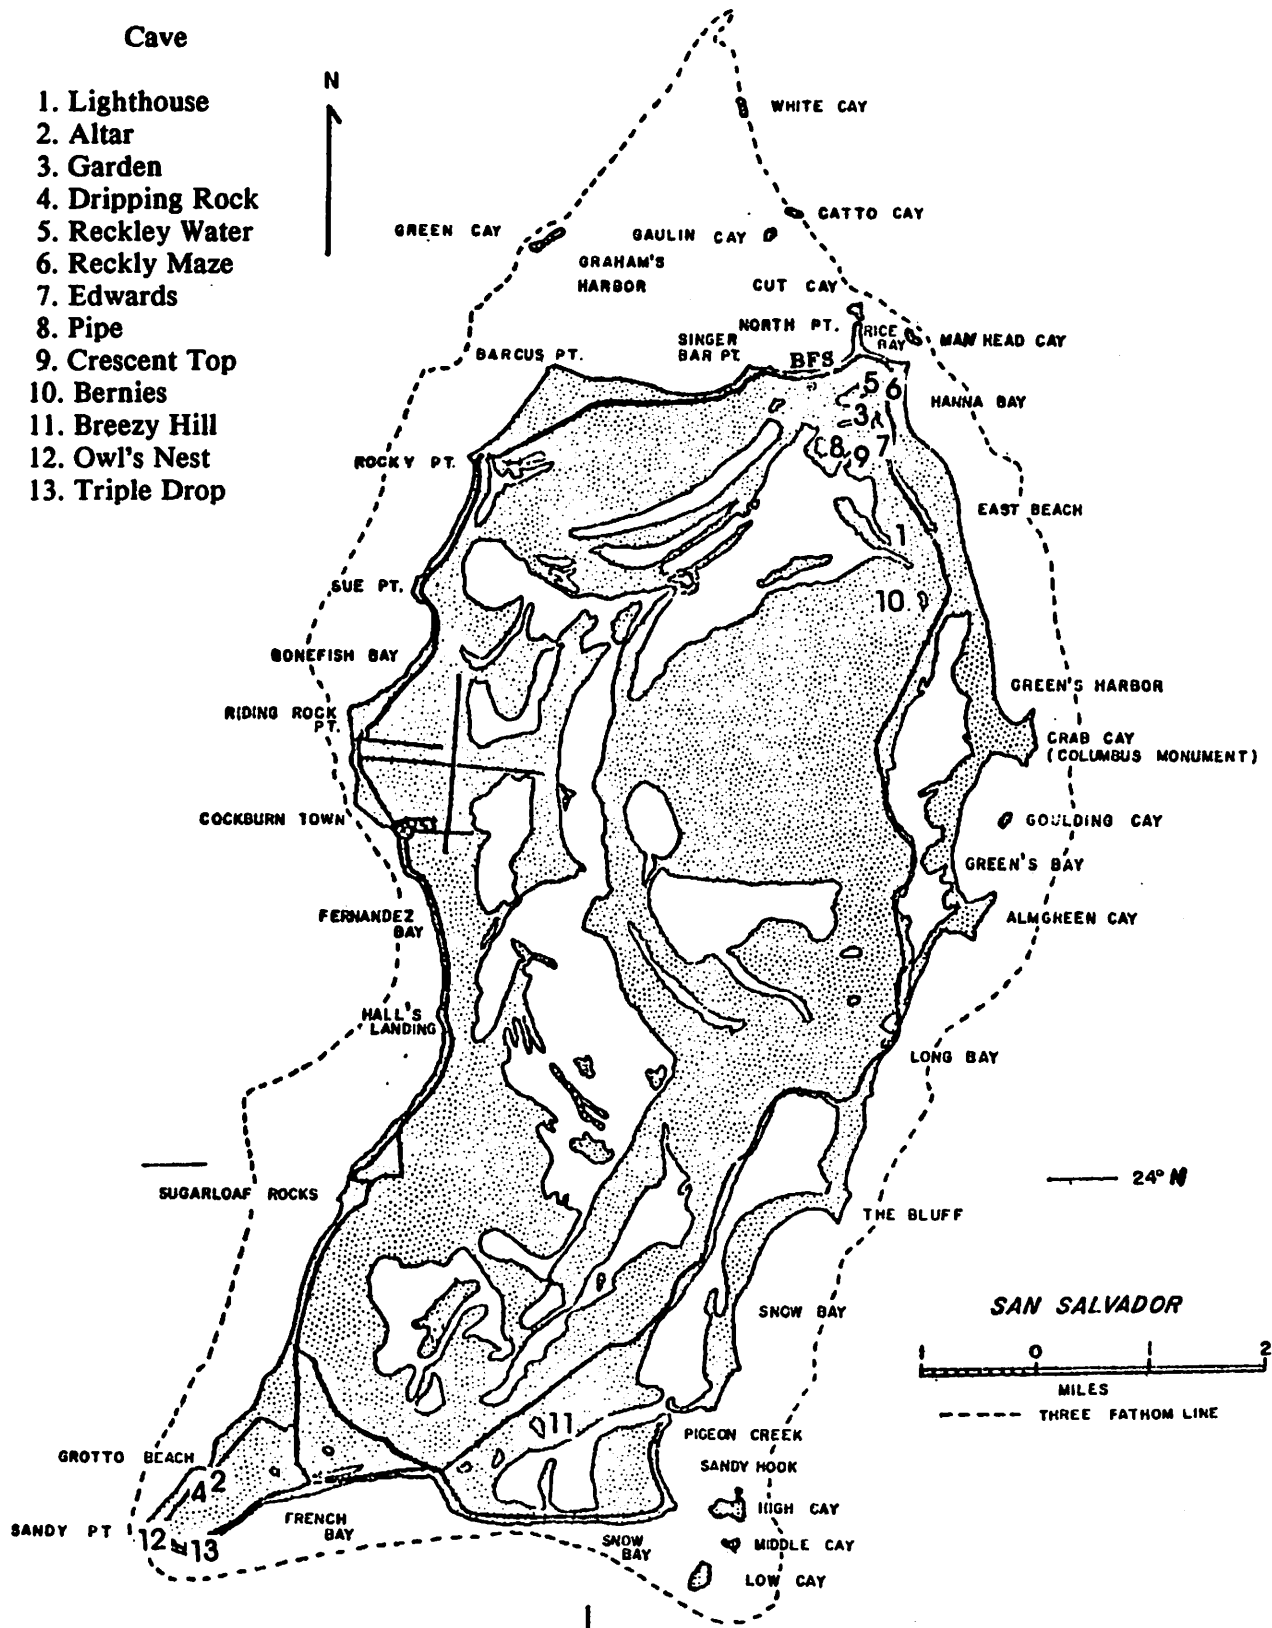 Cave
1. Lighthouse
2. Altar
3. Garden
4. Dripping Rock
5. Reckley Water
6. Reckly Maze
7. Edwards
8. Pipe
9. Crescent Top
10. Bernies
11. Breezy Hill
12. Owl's Nest
13. Triple Drop
N
WHITE CAY
CATTO CAY
GREEN CAY
GAULIN CAY
GRAHAM'S
HARBOR
CUT CAY
NORTH PT.
RICE
BAY
MAN HEAD CAY
SINGER
BAR PT.
BARCUS PT.
BFS
5
6
HANNA BAY
3
8
9
7
ROCKY PT.
EAST BEACH
1
SUE PT.
10
BONEFISH BAY
GREEN'S HARBOR
RIDING ROCK
PT.
CRAB CAY
(COLUMBUS MONUMENT)
COCKBURN TOWN
GOULDING CAY
GREEN'S BAY
FERNANDEZ
BAY
ALMGREEN CAY
HALL'S
LANDING
LONG BAY
24° N
SUGARLOAF ROCKS
THE BLUFF
SNOW BAY
SAN SALVADOR
1 0 1 2
MILES
THREE FATHOM LINE
11
PIGEON CREEK
GROTTO BEACH
SANDY HOOK
2
4
HIGH CAY
FRENCH
BAY
SANDY PT
12
13
SNOW
BAY
MIDDLE CAY
LOW CAY